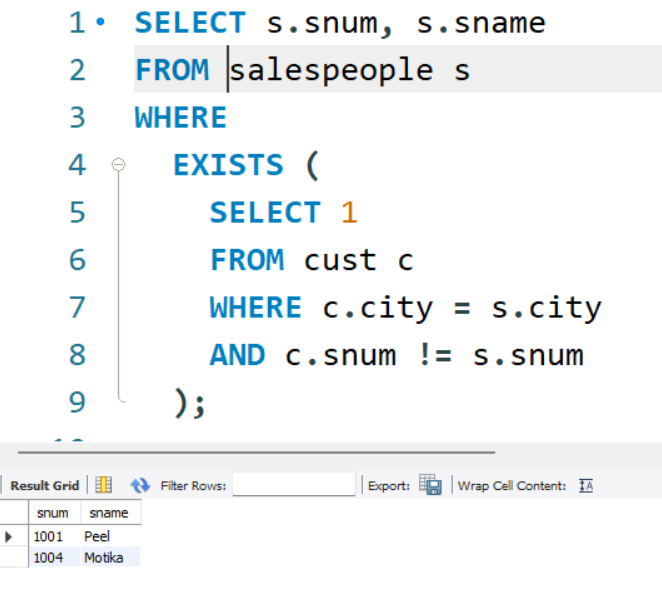 1 SELECT s.snum, s.sname
2 FROM salespeople s
3 WHERE
4 EXISTS (
5 SELECT 1
6 FROM cust c
7 WHERE c.city = s.city
8 AND c.snum != s.snum
9 );
Result Grid Filter Rows: Export: Wrap Cell Content: IA
snum sname
1001 Peel
1004 Motika